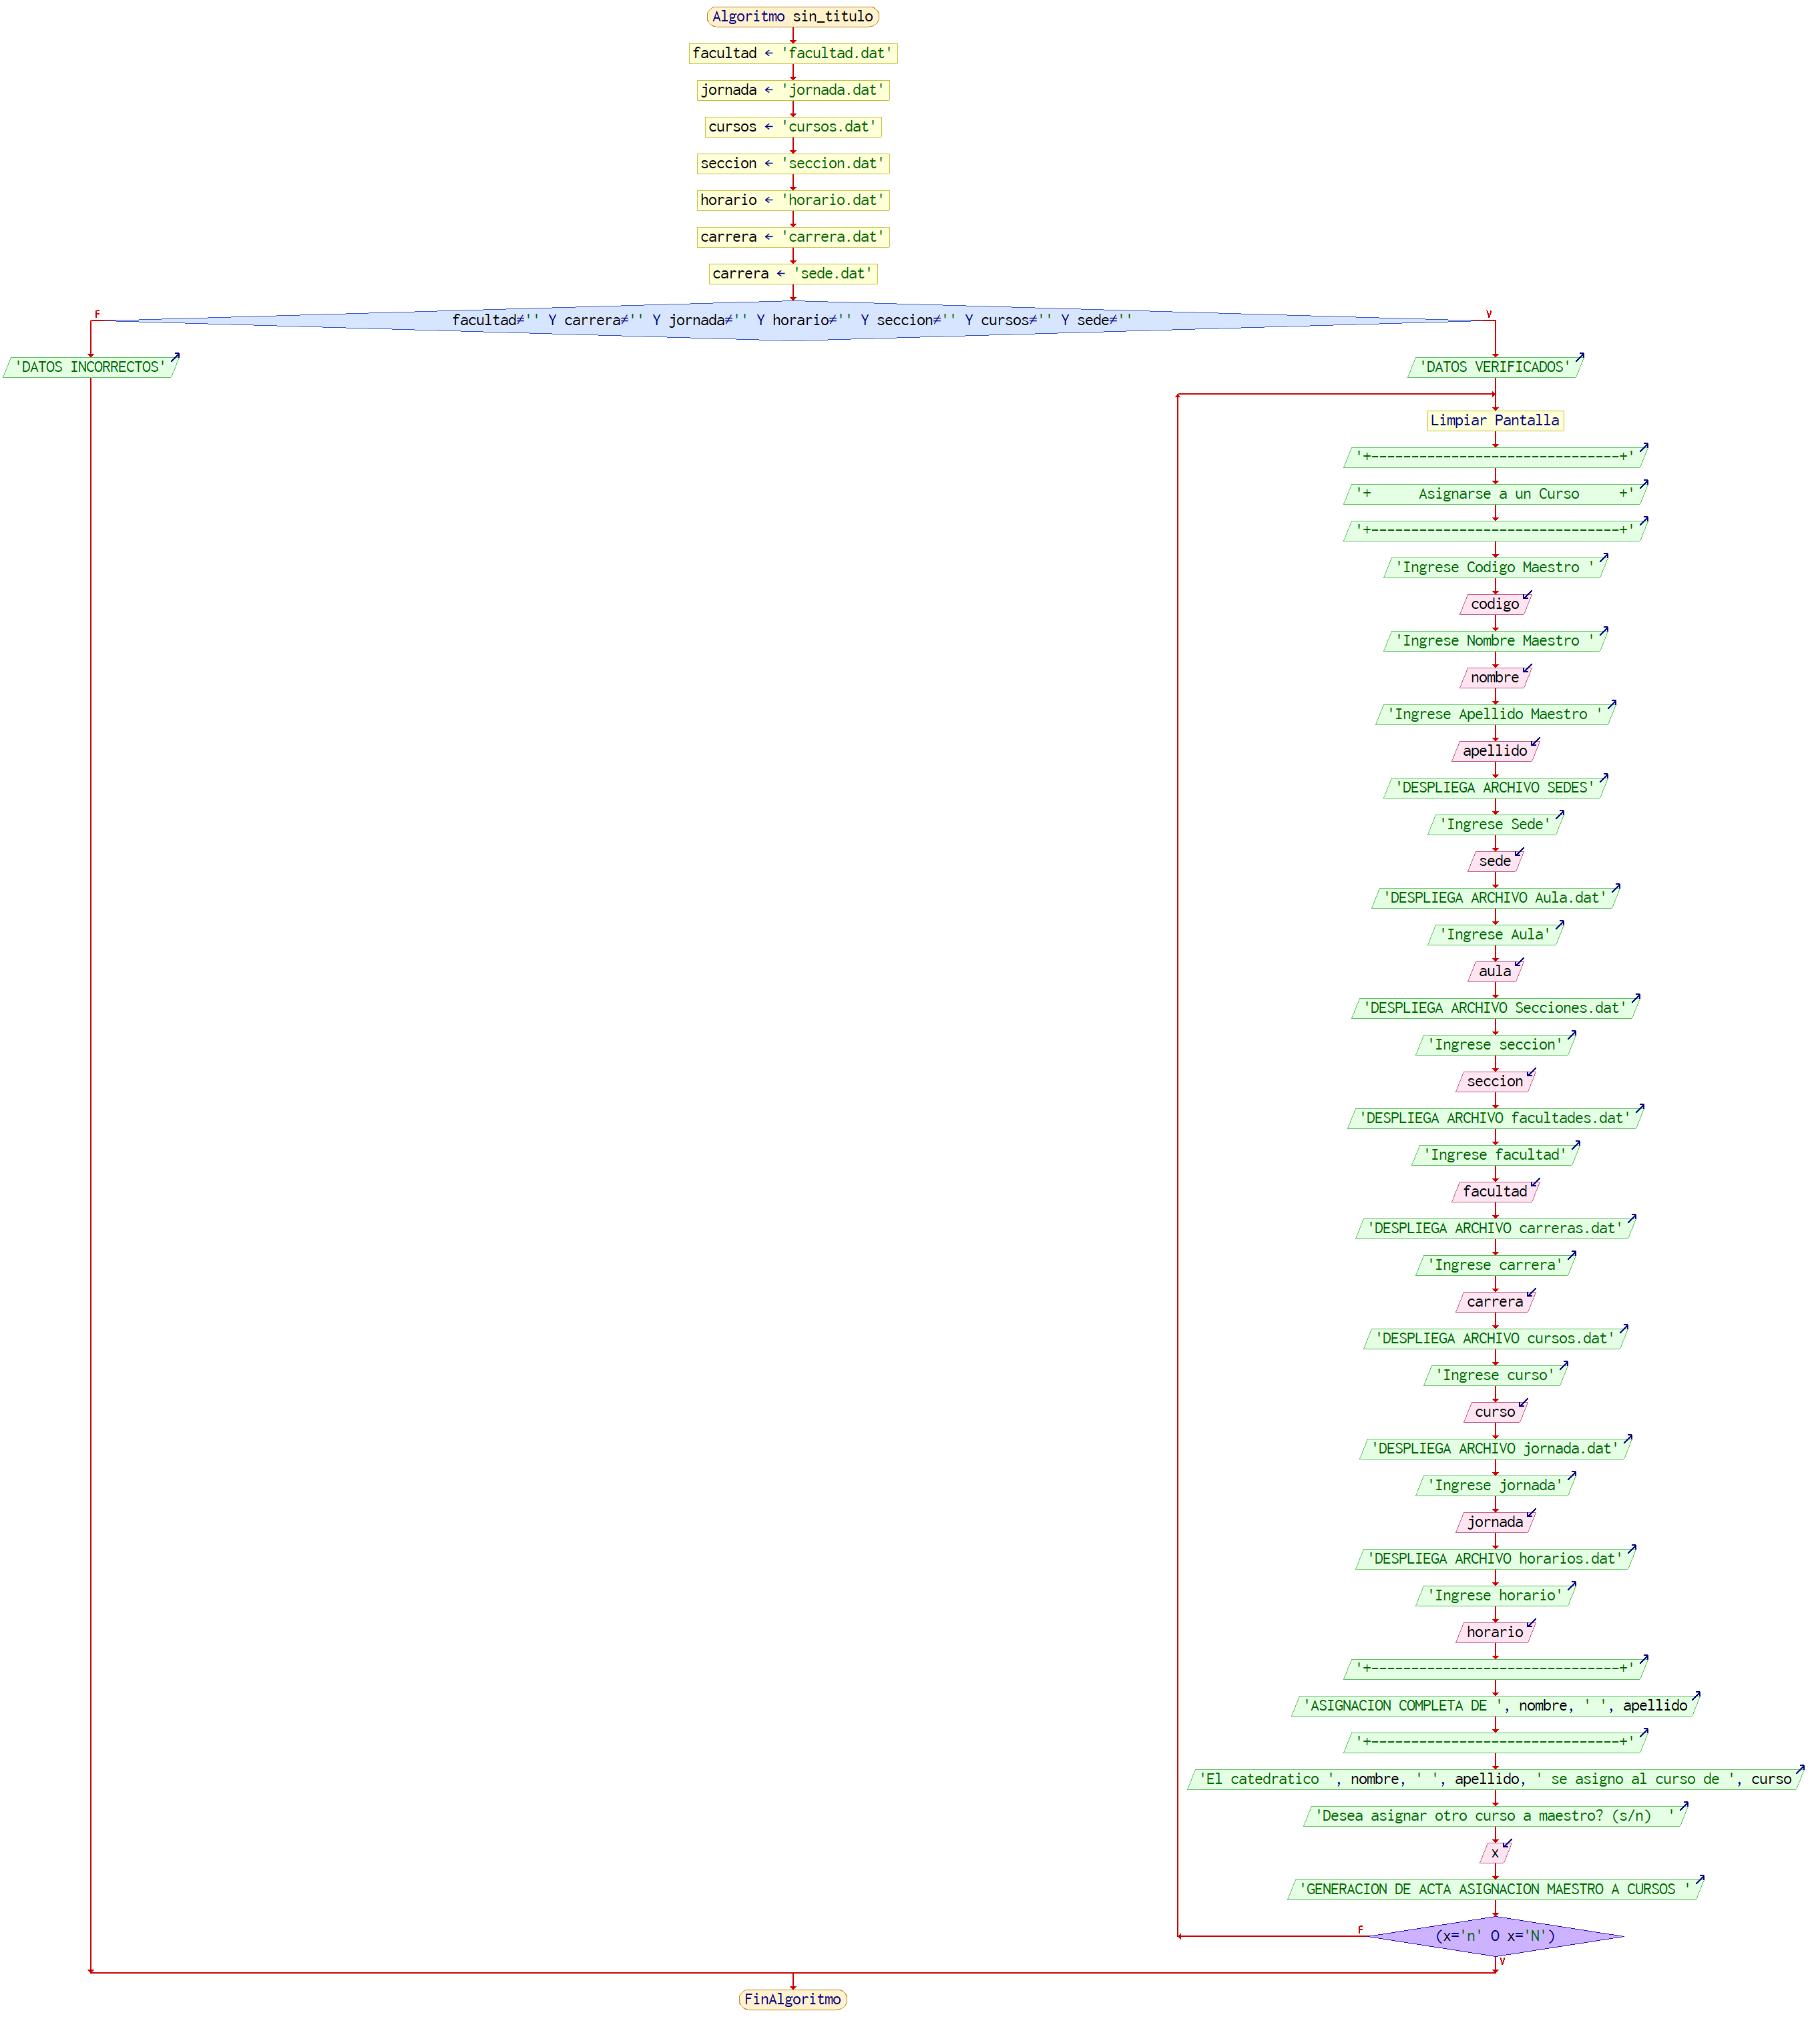 Algoritmo sin_titulo
facultad ← 'facultad.dat'
jornada ← 'jornada.dat'
cursos ← 'cursos.dat'
seccion ← 'seccion.dat'
horario ← 'horario.dat'
carrera ← 'carrera.dat'
carrera ← 'sede.dat'
facultad≠'' Y carrera≠'' Y jornada≠'' Y horario≠'' Y seccion≠'' Y cursos≠'' Y sede≠''
F
V
'DATOS INCORRECTOS'
'DATOS VERIFICADOS'
Limpiar Pantalla
'+-------------------------------+'
'+      Asignarse a un Curso     +'
'+-------------------------------+'
'Ingrese Codigo Maestro '
codigo
'Ingrese Nombre Maestro '
nombre
'Ingrese Apellido Maestro '
apellido
'DESPLIEGA ARCHIVO SEDES'
'Ingrese Sede'
sede
'DESPLIEGA ARCHIVO Aula.dat'
'Ingrese Aula'
aula
'DESPLIEGA ARCHIVO Secciones.dat'
'Ingrese seccion'
seccion
'DESPLIEGA ARCHIVO facultades.dat'
'Ingrese facultad'
facultad
'DESPLIEGA ARCHIVO carreras.dat'
'Ingrese carrera'
carrera
'DESPLIEGA ARCHIVO cursos.dat'
'Ingrese curso'
curso
'DESPLIEGA ARCHIVO jornada.dat'
'Ingrese jornada'
jornada
'DESPLIEGA ARCHIVO horarios.dat'
'Ingrese horario'
horario
'+-------------------------------+'
'ASIGNACION COMPLETA DE ', nombre, ' ', apellido
'+-------------------------------+'
'El catedratico ', nombre, ' ', apellido, ' se asigno al curso de ', curso
'Desea asignar otro curso a maestro? (s/n)  '
x
'GENERACION DE ACTA ASIGNACION MAESTRO A CURSOS '
F
(x='n' O x='N')
V
FinAlgoritmo